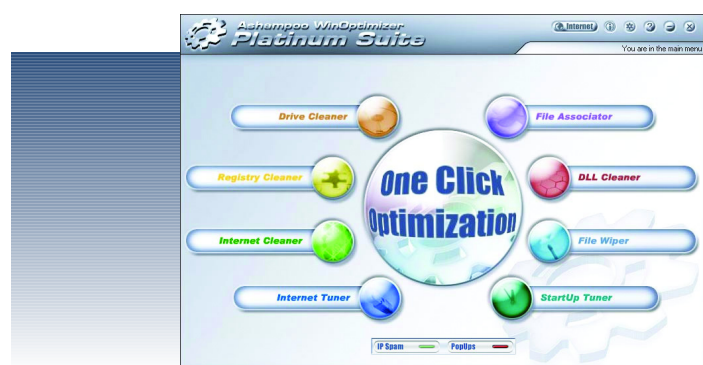 Ashampoo WinOptimizer
Platinum Suite
Internet
You are in the main menu
Drive Cleaner
File Associator
Registry Cleaner
DLL Cleaner
One Click
Optimization
Internet Cleaner
File Wiper
Internet Tuner
StartUp Tuner
IP Spam
PopUps